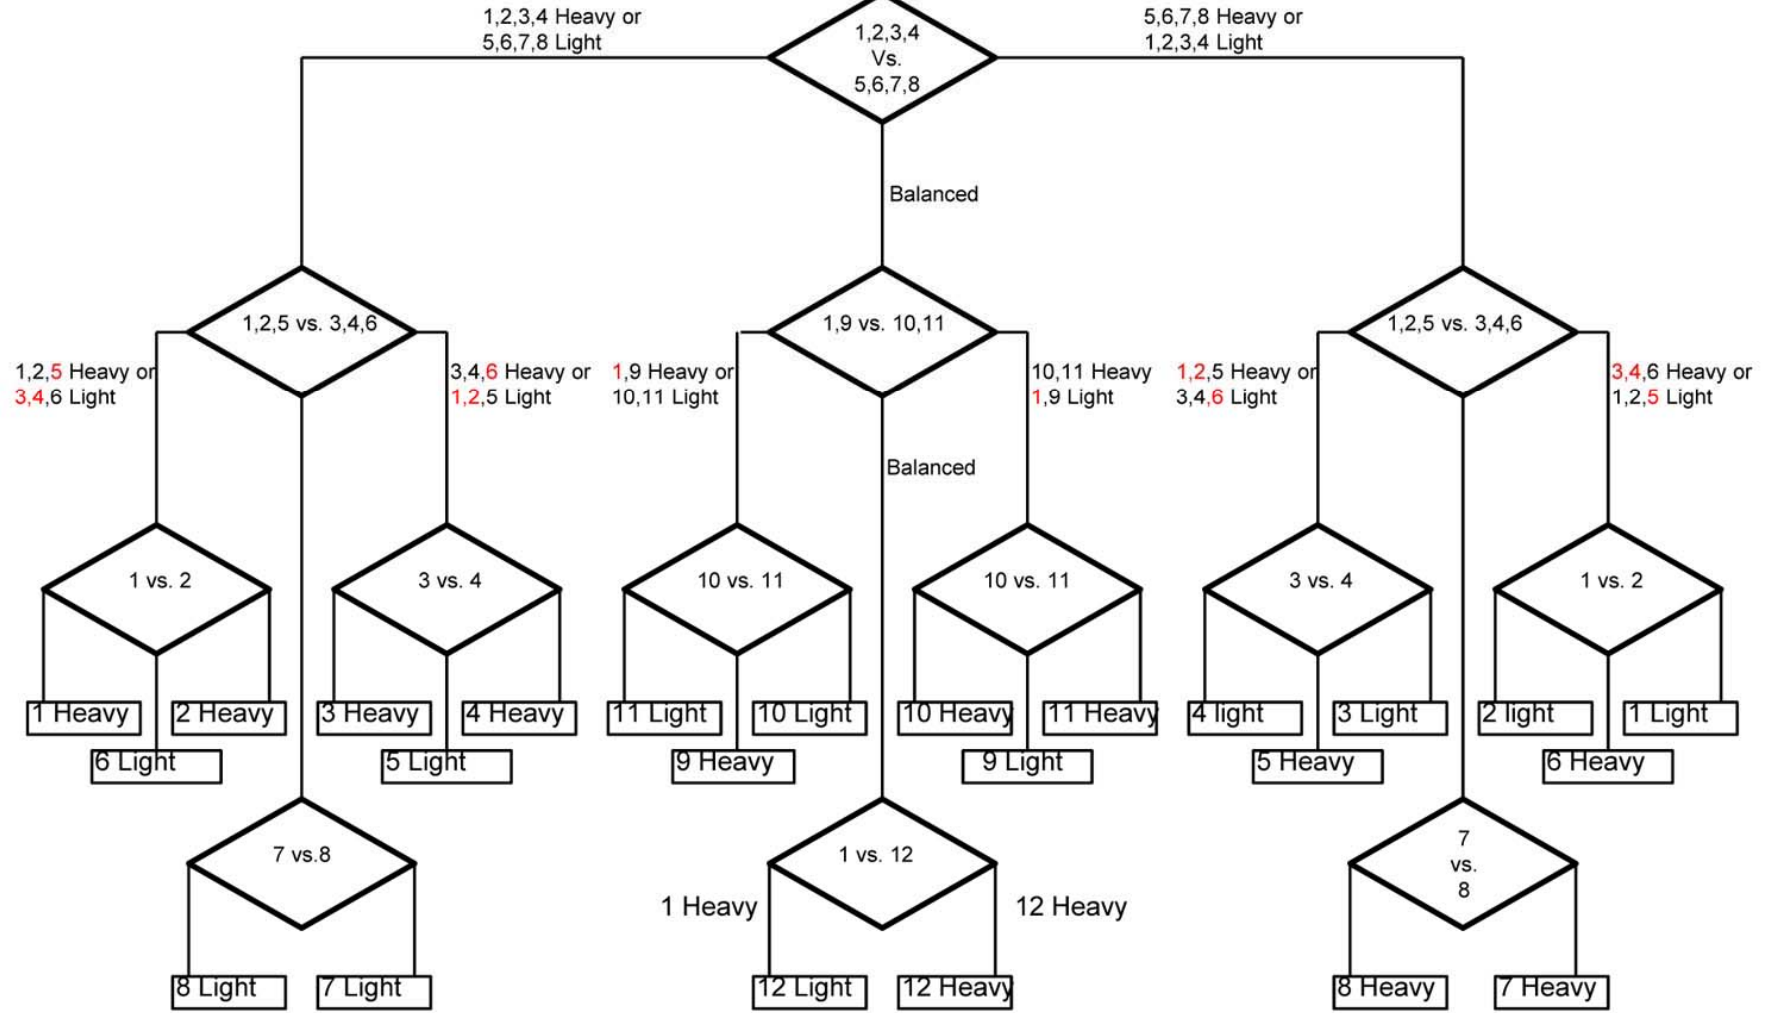 1,2,3,4 Heavy or
5,6,7,8 Light
1,2,3,4
Vs.
5,6,7,8
5,6,7,8 Heavy or
1,2,3,4 Light
Balanced
1,2,5 vs. 3,4,6
1,9 vs. 10,11
1,2,5 vs. 3,4,6
1,2,5 Heavy or
3,4,6 Light
3,4,6 Heavy or
1,2,5 Light
1,9 Heavy or
10,11 Light
10,11 Heavy
1,9 Light
1,2,5 Heavy or
3,4,6 Light
3,4,6 Heavy or
1,2,5 Light
Balanced
1 vs. 2
3 vs. 4
10 vs. 11
10 vs. 11
3 vs. 4
1 vs. 2
1 Heavy
2 Heavy
3 Heavy
4 Heavy
11 Light
10 Light
10 Heavy
11 Heavy
4 light
3 Light
2 light
1 Light
6 Light
5 Light
9 Heavy
9 Light
5 Heavy
6 Heavy
7 vs.8
1 vs. 12
7
vs.
8
1 Heavy
12 Heavy
8 Light
7 Light
12 Light
12 Heavy
8 Heavy
7 Heavy